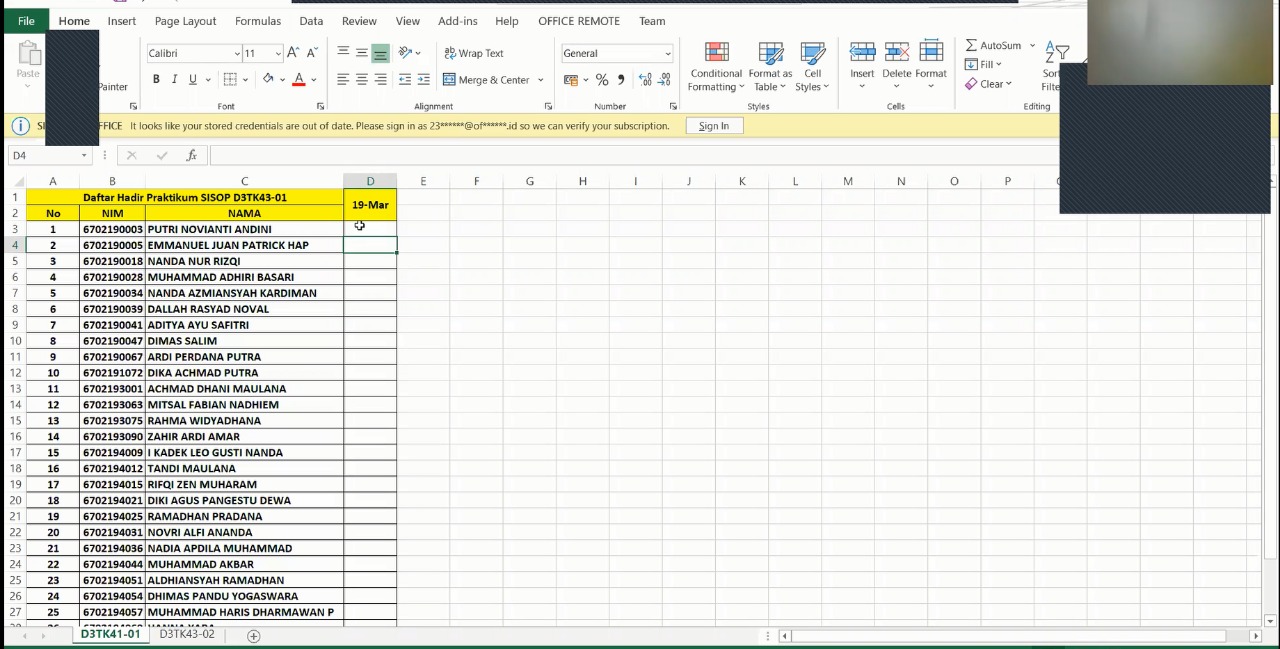 File Home Insert Page Layout Formulas Data Review View Add-ins Help OFFICE REMOTE Team
Calibri 11 Wrap Text General AutoSum
Paste Painter Merge & Center Conditional Formatting Format as Table Cell Styles Insert Delete Format Fill Clear
Font Alignment Number Styles Cells Editing
It looks like your stored credentials are out of date. Please sign in as 23******@of******.id so we can verify your subscription. Sign In
D4 fx
A B C D E F G H I J K L M N O P
1 Daftar Hadir Praktikum SISOP D3TK43-01 19-Mar
2 No NIM NAMA
3 1 6702190003 PUTRI NOVIANTI ANDINI
4 2 6702190005 EMMANUEL JUAN PATRICK HAP
5 3 6702190018 NANDA NUR RIZQI
6 4 6702190028 MUHAMMAD ADHIRI BASARI
7 5 6702190034 NANDA AZMIANSYAH KARDIMAN
8 6 6702190039 DALLAH RASYAD NOVAL
9 7 6702190041 ADITYA AYU SAFITRI
10 8 6702190047 DIMAS SALIM
11 9 6702190067 ARDI PERDANA PUTRA
12 10 6702191072 DIKA ACHMAD PUTRA
13 11 6702193001 ACHMAD DHANI MAULANA
14 12 6702193063 MITSAL FABIAN NADHIEM
15 13 6702193075 RAHMA WIDYADHANA
16 14 6702193090 ZAHIR ARDI AMAR
17 15 6702194009 I KADEK LEO GUSTI NANDA
18 16 6702194012 TANDI MAULANA
19 17 6702194015 RIFQI ZEN MUHARAM
20 18 6702194021 DIKI AGUS PANGESTU DEWA
21 19 6702194025 RAMADHAN PRADANA
22 20 6702194031 NOVRI ALFI ANANDA
23 21 6702194036 NADIA APDILA MUHAMMAD
24 22 6702194044 MUHAMMAD AKBAR
25 23 6702194051 ALDHIANSYAH RAMADHAN
26 24 6702194054 DHIMAS PANDU YOGASWARA
27 25 6702194057 MUHAMMAD HARIS DHARMAWAN P
D3TK41-01 D3TK43-02